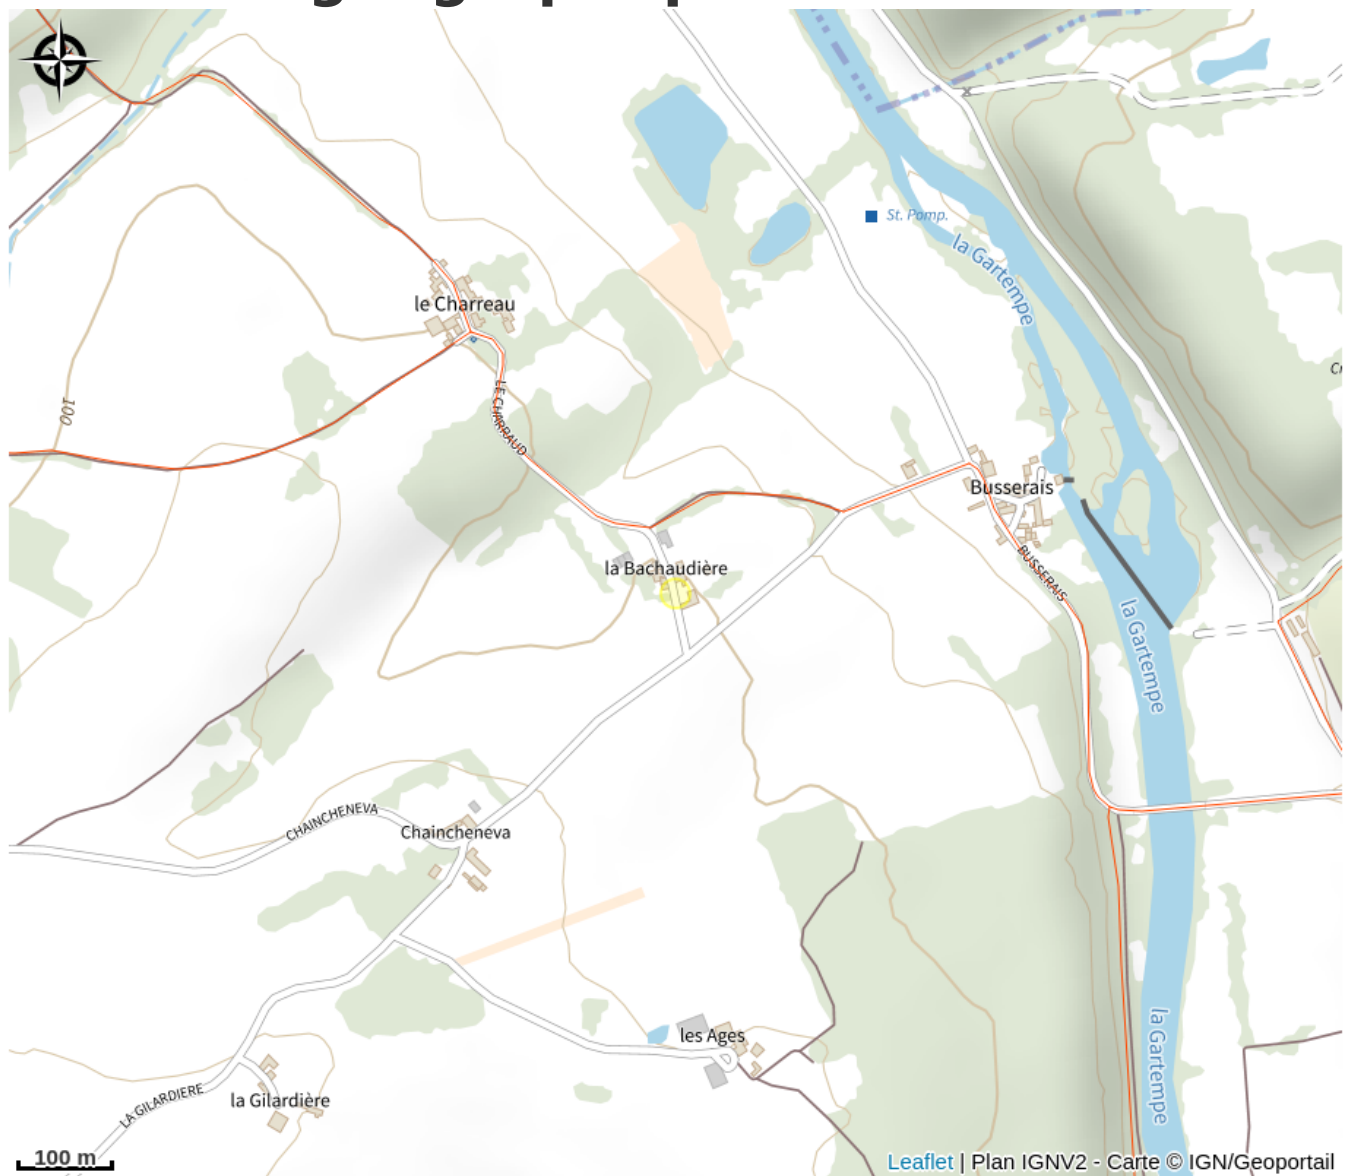 St. Pomp.
la Gartempe
le Charreau
100
LE CHARRAUD
Busserais
la Bachaudière
BUSSERAIS
la Gartempe
CHAINCHENEVA
Chaincheneva
les Ages
la Gartempe
LA GILARDIERE
la Gilardière
100 m
Leaflet | Plan IGNV2 - Carte © IGN/Geoportail